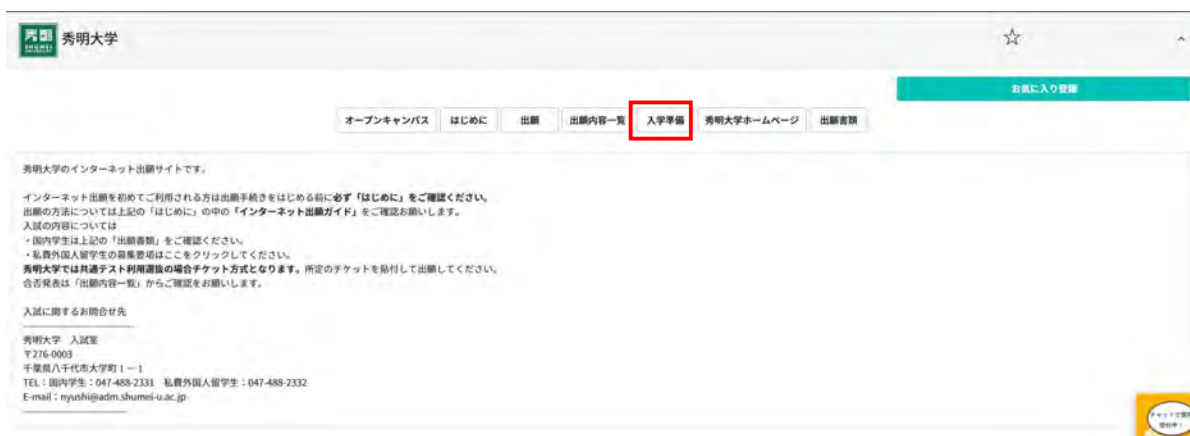 秀明
SHUMEI
秀明大学
お気に入り登録
オープンキャンパス
はじめに
出願
出願内容一覧
入学準備
秀明大学ホームページ
出願書類
秀明大学のインターネット出願サイトです。
インターネット出願を初めてご利用される方は出願手続きをはじめる前に必ず「はじめに」をご確認ください。
出願の方法については上記の「はじめに」の中の「インターネット出願ガイド」をご確認お願いします。
入試の内容については
・国内学生は上記の「出願書類」をご確認ください。
・私費外国人留学生の募集要項はここをクリックしてください。
秀明大学では共通テスト利用選抜の場合チケット方式となります。所定のチケットを貼付して出願してください。
合否発表は「出願内容一覧」からご確認をお願いします。
入試に関するお問合せ先
秀明大学 入試室
〒276-0003
千葉県八千代市大学町1ー1
TEL：国内学生：047-488-2331 私費外国人留学生：047-488-2332
E-mail：nyushi@adm.shumei-u.ac.jp
チャットで質問
受付中！